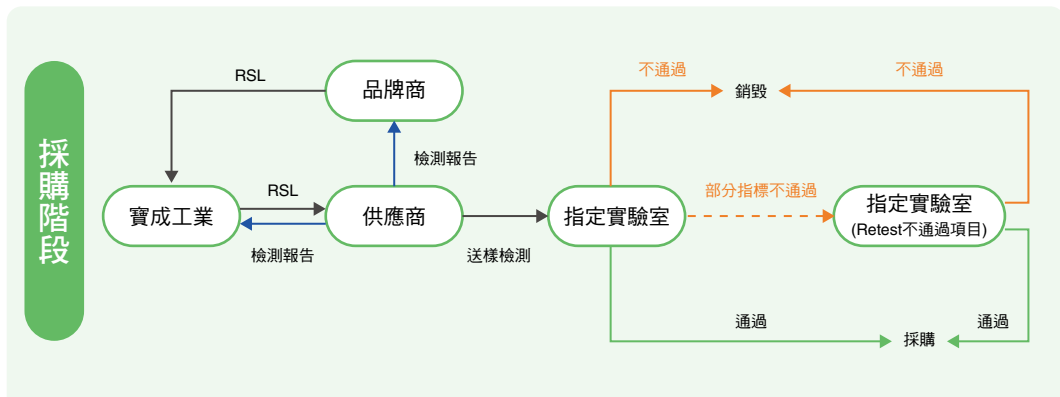 採購階段
RSL
品牌商
檢測報告
寶成工業
RSL
供應商
檢測報告
送樣檢測
指定實驗室
不通過
銷毀
不通過
部分指標不通過
指定實驗室
(Retest不通過項目)
通過
採購
通過